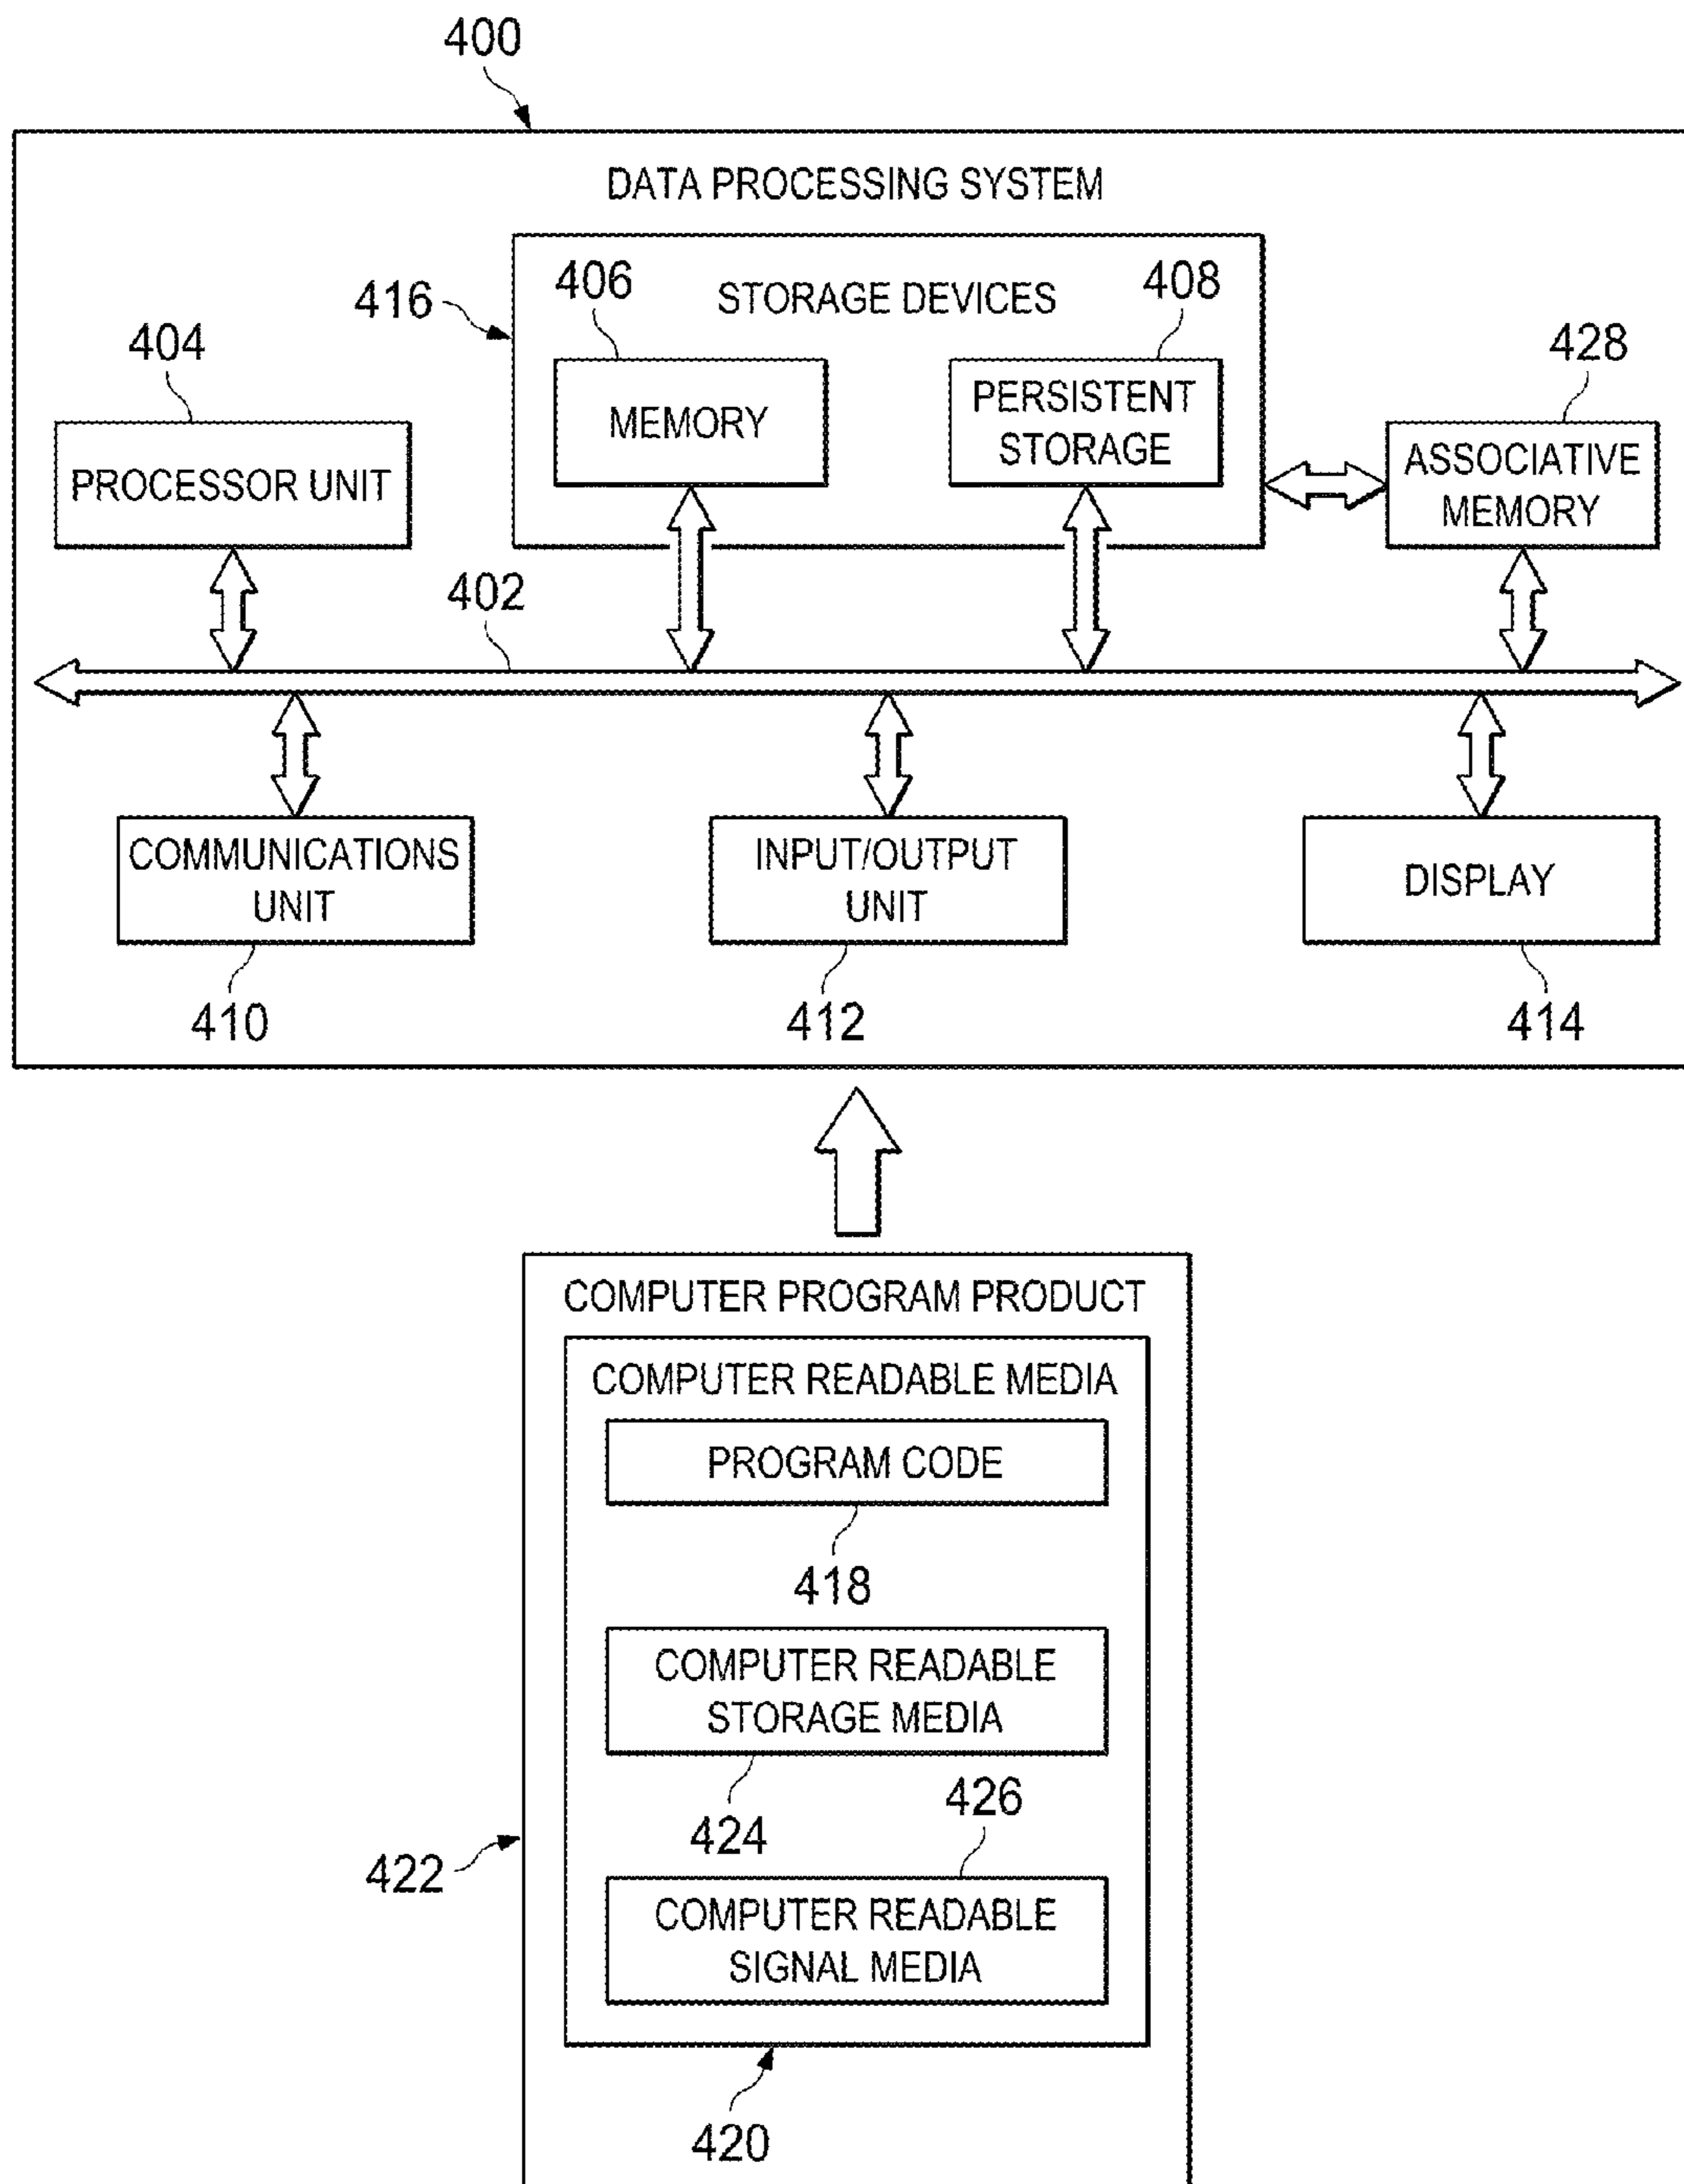 400
DATA PROCESSING SYSTEM
416
406
STORAGE DEVICES
408
404
428
MEMORY
PERSISTENT
STORAGE
PROCESSOR UNIT
ASSOCIATIVE
MEMORY
402
COMMUNICATIONS
UNIT
INPUT/OUTPUT
UNIT
DISPLAY
410
412
414
COMPUTER PROGRAM PRODUCT
COMPUTER READABLE MEDIA
PROGRAM CODE
418
COMPUTER READABLE
STORAGE MEDIA
424
426
422
COMPUTER READABLE
SIGNAL MEDIA
420